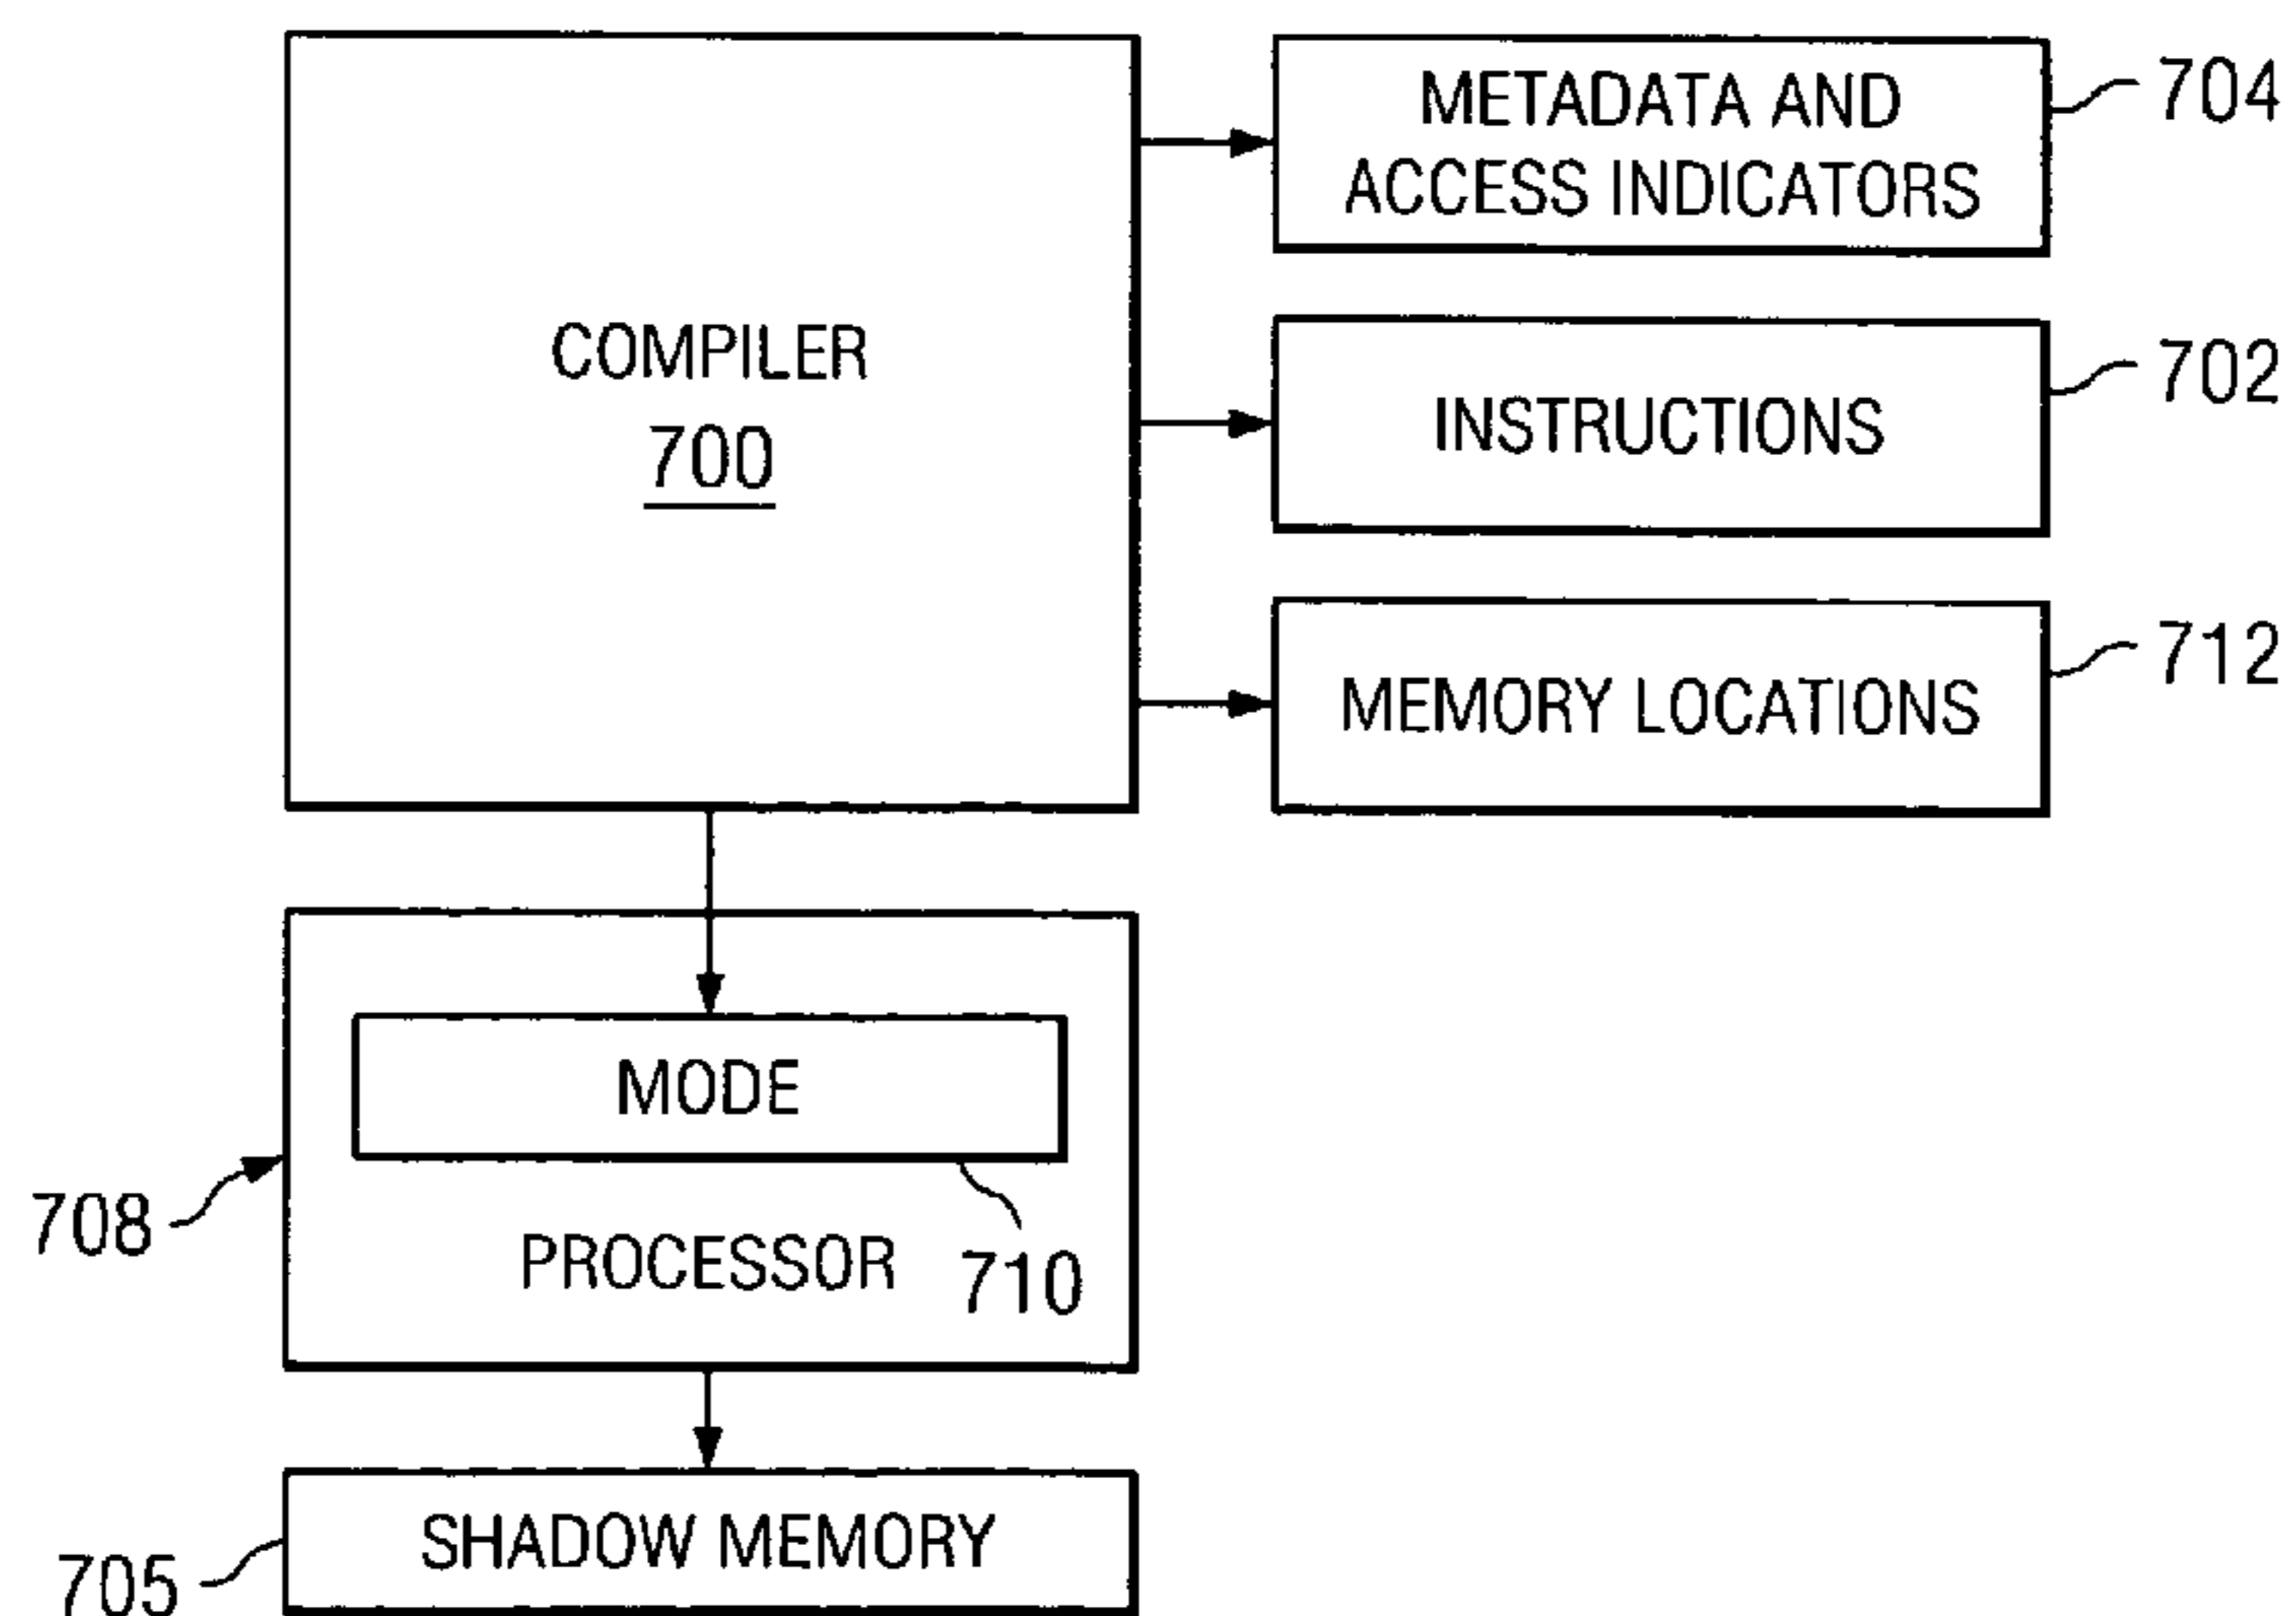 METADATA AND
ACCESS INDICATORS
704
COMPILER
700
INSTRUCTIONS
702
MEMORY LOCATIONS
712
MODE
710
PROCESSOR
708
SHADOW MEMORY
705